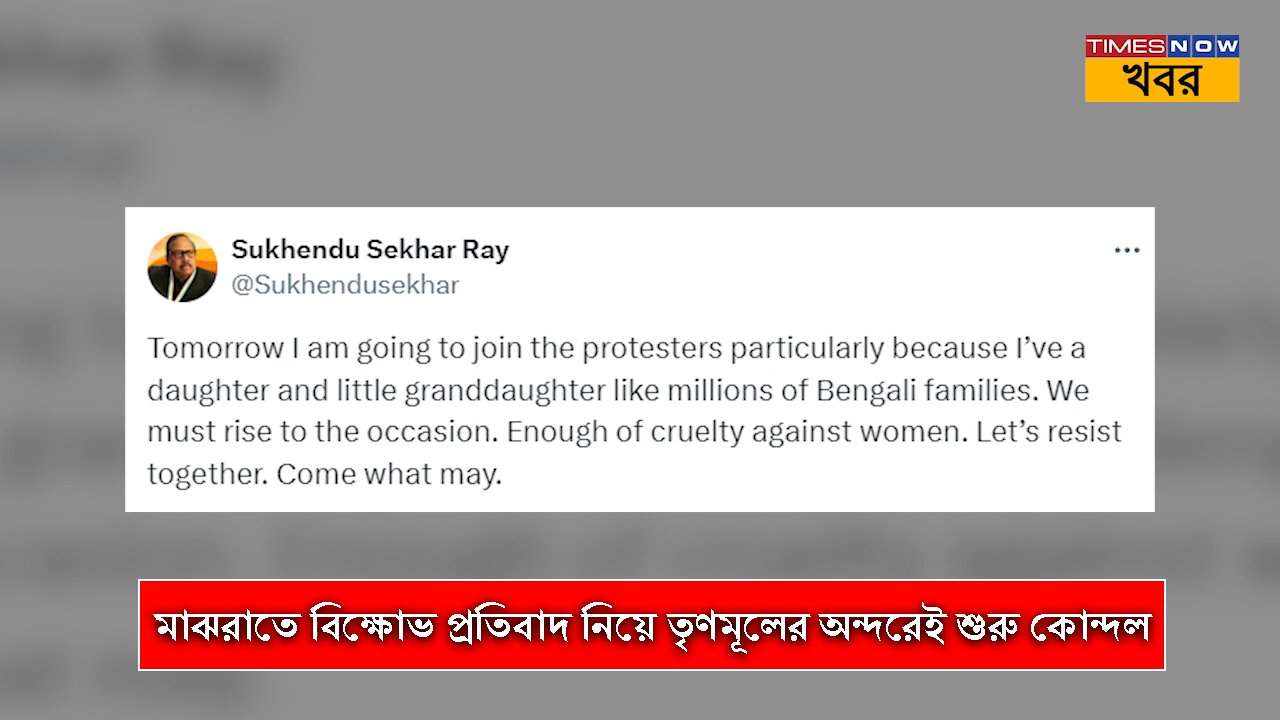 TIMES NOW
খবর
Sukhendu Sekhar Ray
@Sukhendusekhar
Tomorrow I am going to join the protesters particularly because I’ve a
daughter and little granddaughter like millions of Bengali families. We
must rise to the occasion. Enough of cruelty against women. Let’s resist
together. Come what may.
মাঝরাতে বিক্ষোভ প্রতিবাদ নিয়ে তৃণমূলের অন্দরেই শুরু কোন্দল